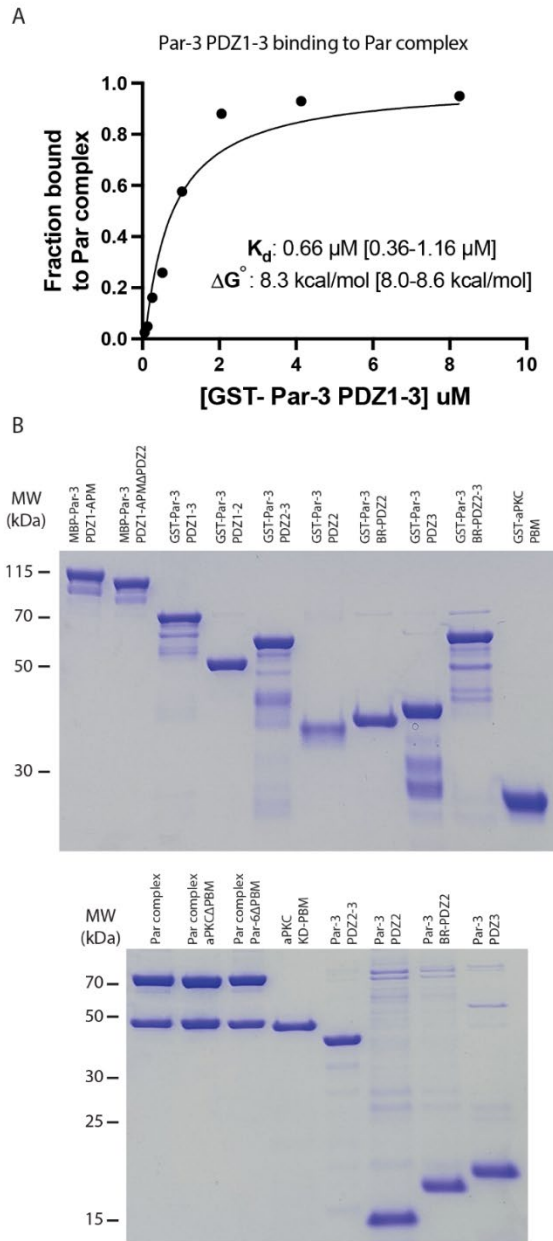 A
Par-3 PDZ1-3 binding to Par complex
Fraction bound
to Par complex
1.0
0.8
0.6
0.4
0.2
0.0
Kd: 0.66 µM [0.36-1.16 µM]
ΔG°: 8.3 kcal/mol [8.0-8.6 kcal/mol]
0
2
4
6
8
10
[GST- Par-3 PDZ1-3] uM
B
MW
(kDa)
MBP-Par-3
PDZ1-APM
MBP-Par-3
PDZ1-APMΔPDZ2
GST-Par-3
PDZ1-3
GST-Par-3
PDZ1-2
GST-Par-3
PDZ2-3
GST-Par-3
PDZ2
GST-Par-3
BR-PDZ2
GST-Par-3
PDZ3
GST-Par-3
BR-PDZ2-3
GST-aPKC
PBM
115
70
50
30
MW
(kDa)
Par complex
Par complex
aPKCΔPBM
Par complex
Par-6ΔPBM
aPKC
KD-PBM
Par-3
PDZ2-3
Par-3
PDZ2
Par-3
BR-PDZ2
Par-3
PDZ3
70
50
30
25
15